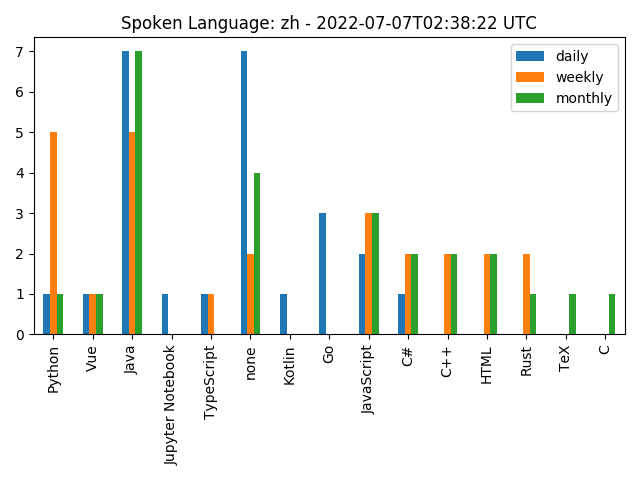 Spoken Language: zh - 2022-07-07T02:38:22 UTC
daily
weekly
monthly
7
6
5
4
3
2
1
0
Python
Vue
Java
Jupyter Notebook
TypeScript
none
Kotlin
Go
JavaScript
C#
C++
HTML
Rust
TeX
C